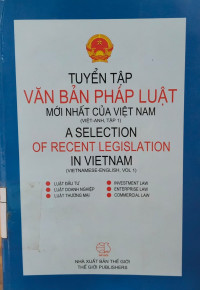 TUYỂN TẬP
VĂN BẢN PHÁP LUẬT
MỚI NHẤT CỦA VIỆT NAM
(VIỆT-ANH, TẬP 1)
A SELECTION
OF RECENT LEGISLATION
IN VIETNAM
(VIETNAMESE-ENGLISH, VOL 1)
LUẬT ĐẦU TƯ
LUẬT DOANH NGHIỆP
LUẬT THƯƠNG MẠI
INVESTMENT LAW
ENTERPRISE LAW
COMMERCIAL LAW
NHÀ XUẤT BẢN THẾ GIỚI
THẾ GIỚI PUBLISHERS